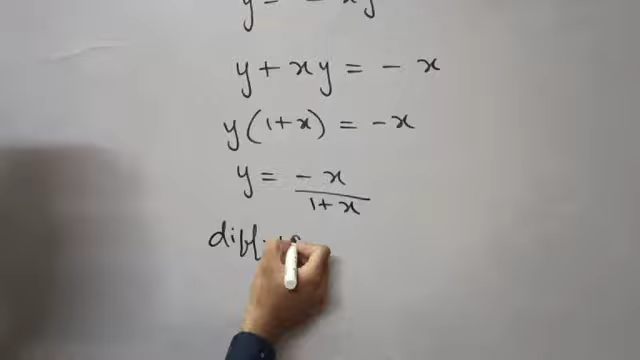 y + xy = - x
y(1+x) = -x
y = -x/1+x
diff.